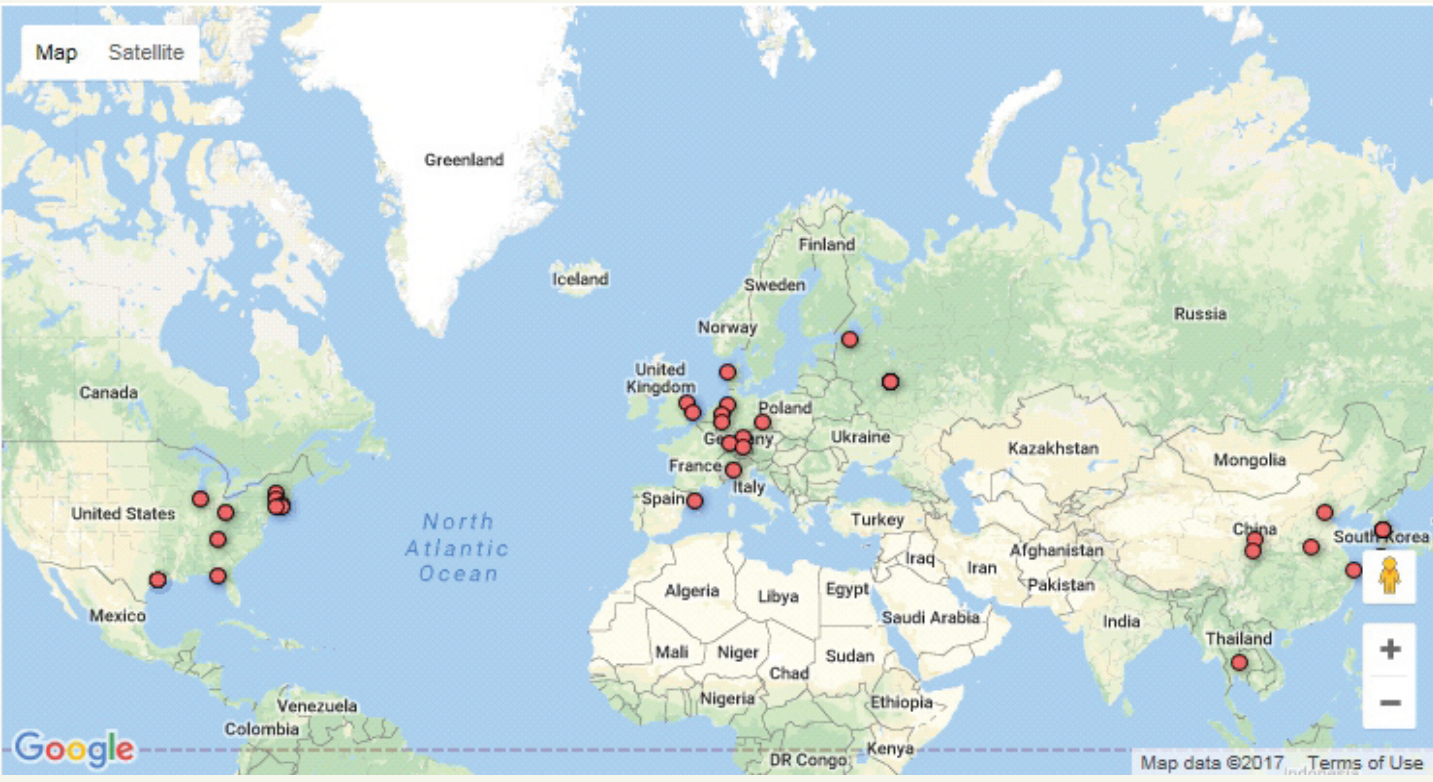 Map Satellite
Greenland
Finland
Iceland
Sweden
Russia
Norway
United
Kingdom
Canada
Poland
Germany
Ukraine
Kazakhstan
Mongolia
France
Italy
Spain
United States
North
Atlantic
Ocean
Turkey
China
South Korea
Afghanistan
Iraq
Iran
Pakistan
Algeria
Libya
Egypt
Mexico
Saudi Arabia
India
Thailand
Mali
Niger
Sudan
Chad
Nigeria
Ethiopia
Venezuela
Colombia
Google
Kenya
DR Congo
Map data ©2017 Terms of Use
Indonesia
+
−